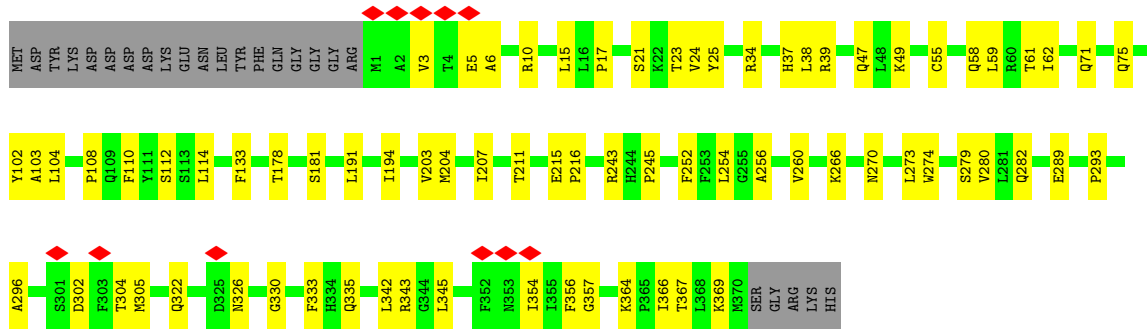 MET ASP TYR LYS ASP ASP ASP ASP LYS GLU ASN LEU TYR PHE GLN GLY GLY GLY ARG M1 A2 V3 T4 E5 A6 R10 L15 L16 P17 S21 K22 T23 V24 Y25 R34 H37 L38 R39 Q47 L48 K49 C55 Q58 L59 R60 T61 I62 Q71 Q75
Y102 A103 L104 P108 Q109 F110 Y111 S112 S113 L114 F133 T178 S181 L191 I194 V203 M204 I207 T211 E215 P216 R243 H244 P245 F252 F253 L254 G255 A256 V260 K266 N270 L273 W274 S279 V280 L281 Q282 E289 P293
A296 S301 D302 F303 T304 M305 Q322 D325 N326 G330 F333 H334 Q335 L342 R343 G344 L345 F352 N353 I354 I355 F356 G357 K364 P365 I366 T367 L368 K369 M370 SER GLY ARG LYS HIS